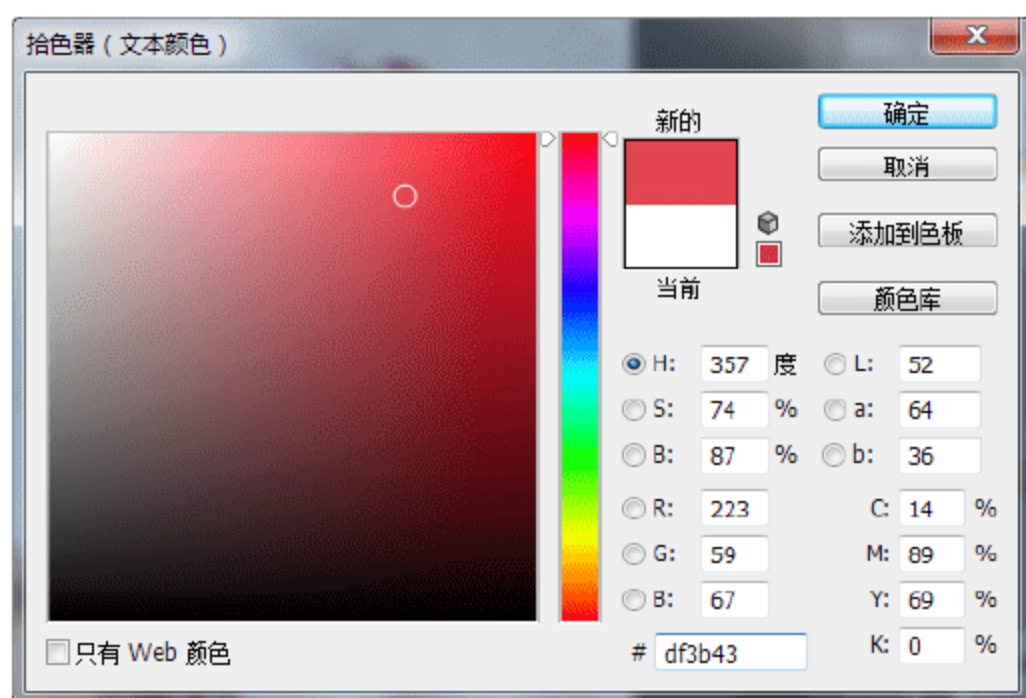 拾色器（文本颜色）
新的
当前
确定
取消
添加到色板
颜色库
H: 357 度
S: 74 %
B: 87 %
R: 223
G: 59
B: 67
# df3b43
L: 52
a: 64
b: 36
C: 14 %
M: 89 %
Y: 69 %
K: 0 %
只有 Web 颜色